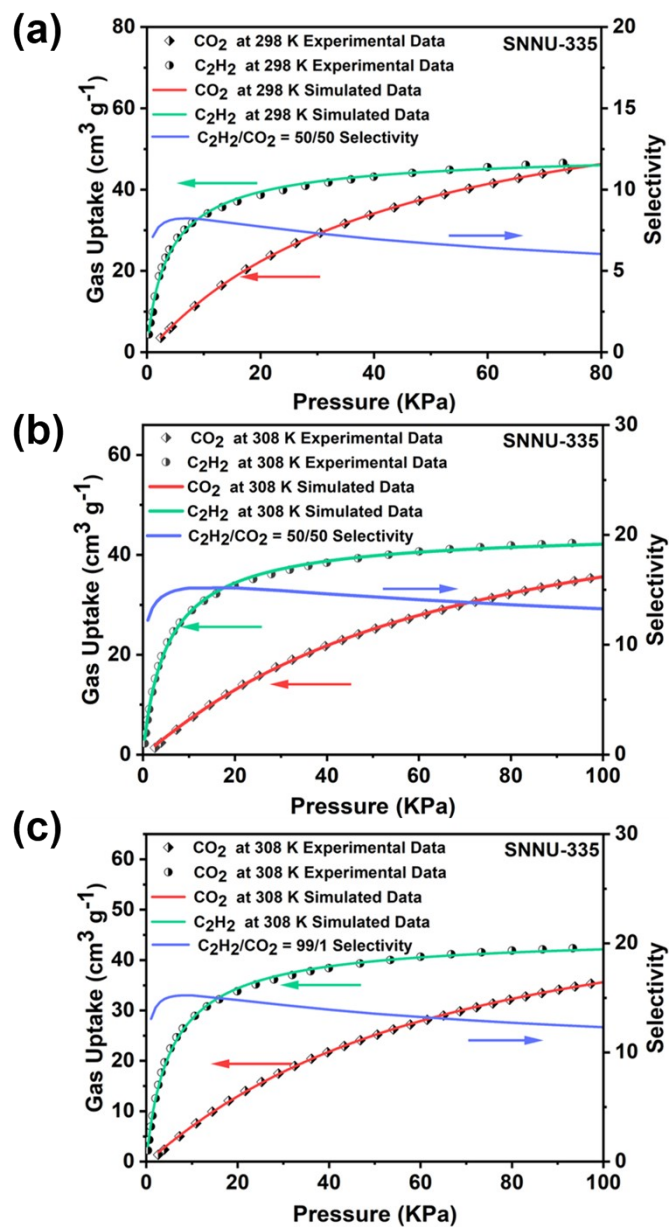 (a)
SNNU-335
CO₂ at 298 K Experimental Data
C₂H₂ at 298 K Experimental Data
CO₂ at 298 K Simulated Data
C₂H₂ at 298 K Simulated Data
C₂H₂/CO₂ = 50/50 Selectivity
Gas Uptake (cm³ g⁻¹)
80
60
40
20
0
0 20 40 60 80
Pressure (KPa)
20
15
10
5
0
Selectivity
(b)
SNNU-335
CO₂ at 308 K Experimental Data
C₂H₂ at 308 K Experimental Data
CO₂ at 308 K Simulated Data
C₂H₂ at 308 K Simulated Data
C₂H₂/CO₂ = 50/50 Selectivity
Gas Uptake (cm³ g⁻¹)
60
40
20
0
0 20 40 60 80 100
Pressure (KPa)
30
20
10
0
Selectivity
(c)
SNNU-335
CO₂ at 308 K Experimental Data
CO₂ at 308 K Experimental Data
CO₂ at 308 K Simulated Data
C₂H₂ at 308 K Simulated Data
C₂H₂/CO₂ = 99/1 Selectivity
Gas Uptake (cm³ g⁻¹)
60
50
40
30
20
10
0
0 20 40 60 80 100
Pressure (KPa)
30
20
10
0
Selectivity